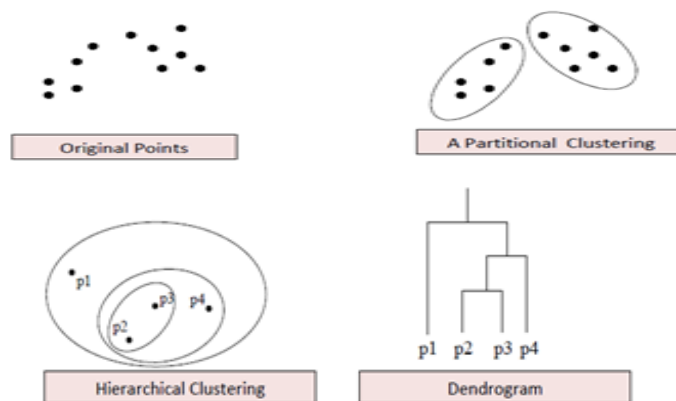 Original Points
A Partitional Clustering
p1
p3
p4
p2
Hierarchical Clustering
p1 p2 p3 p4
Dendrogram